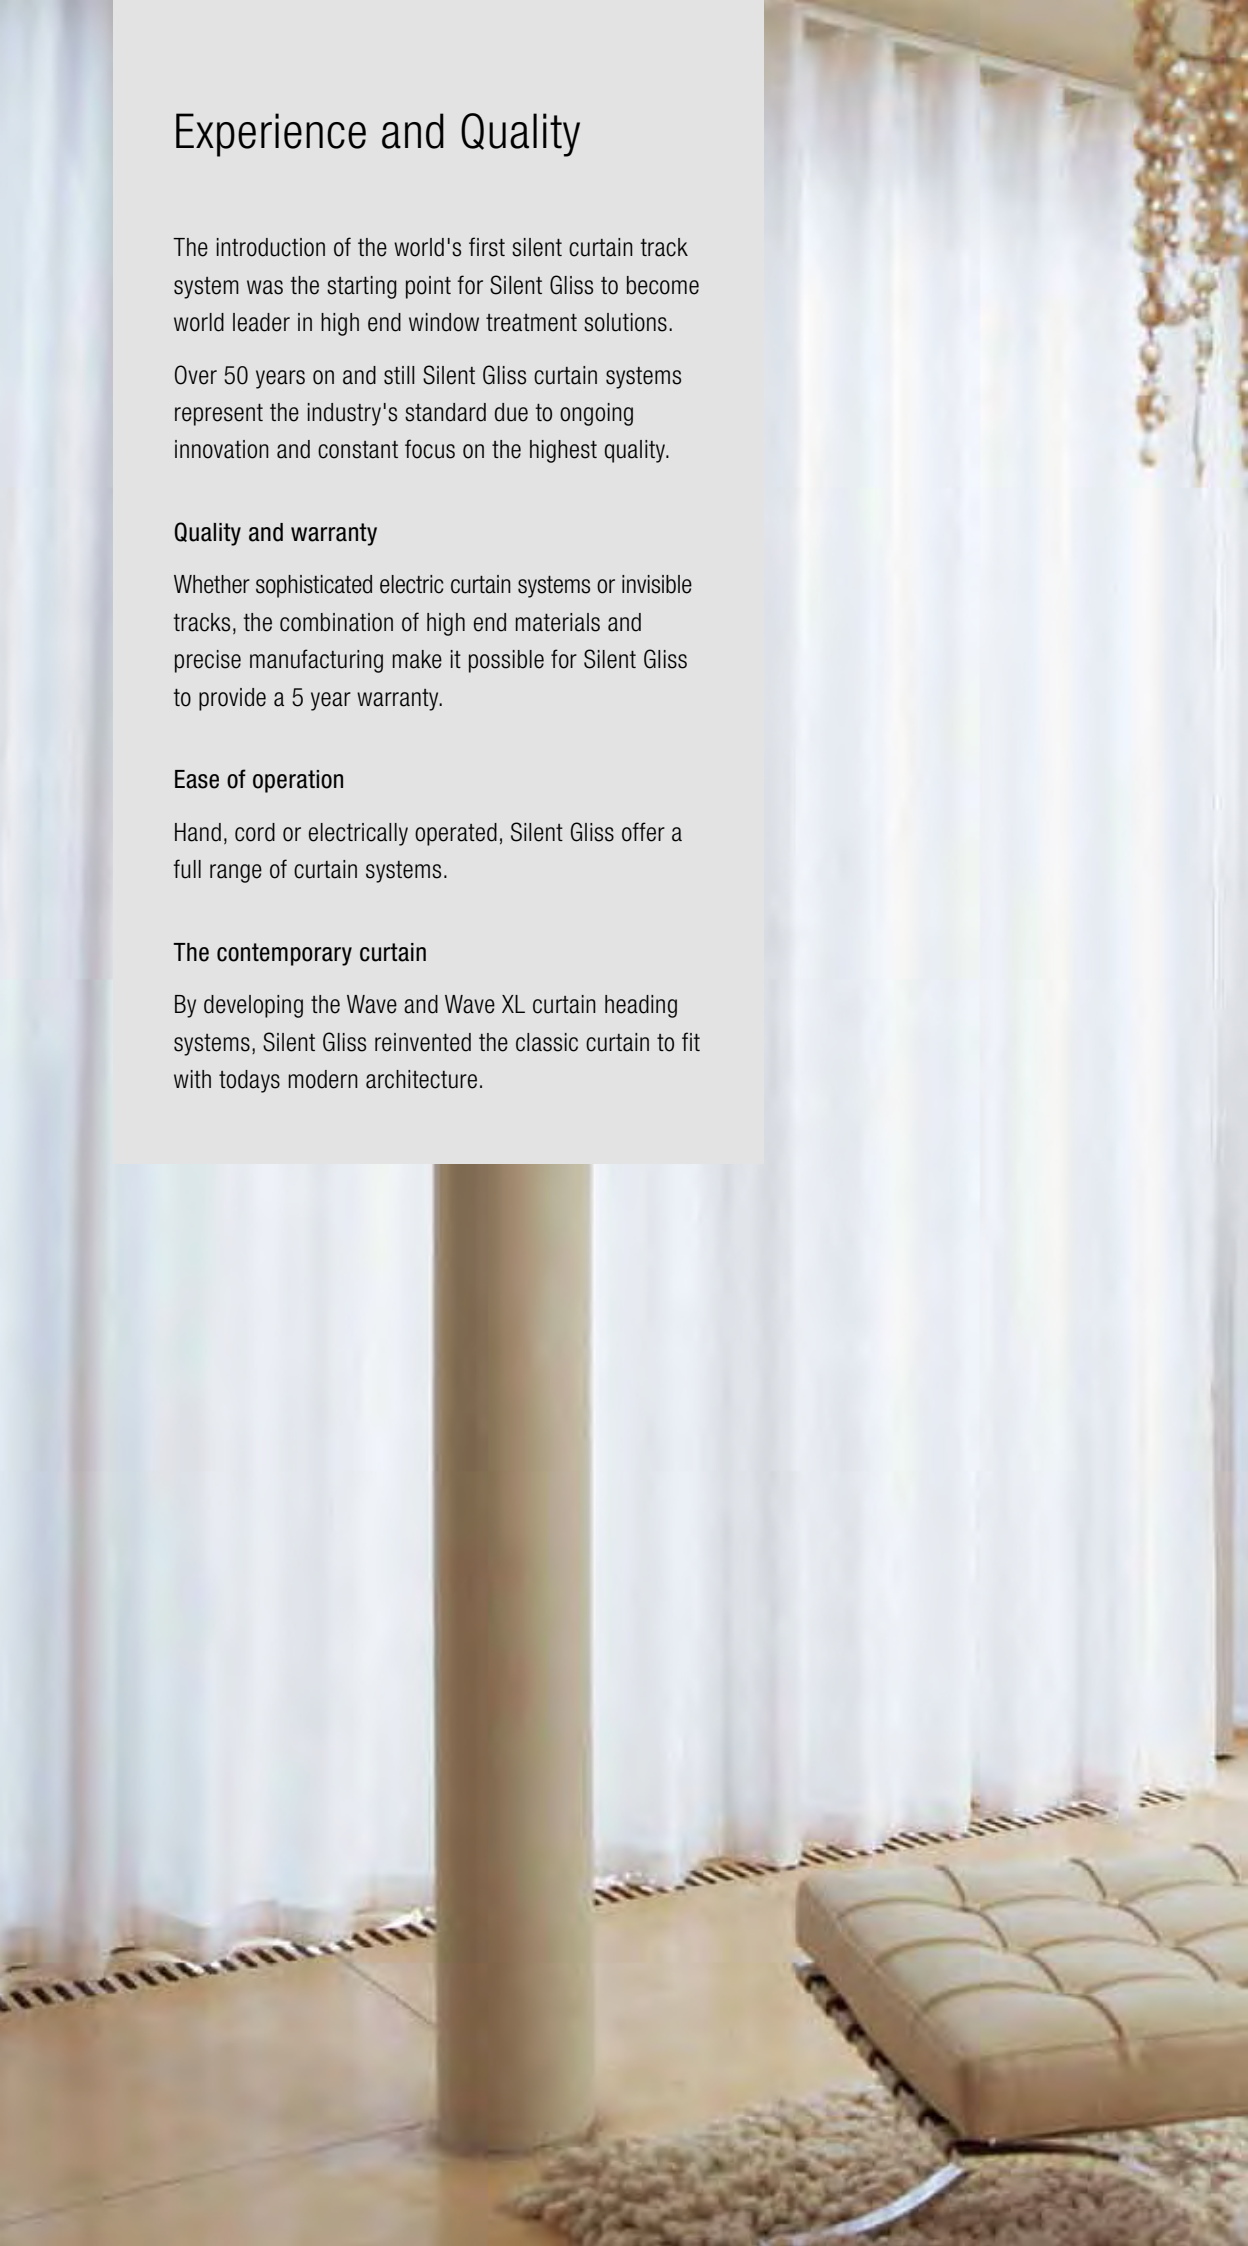 Experience and Quality
The introduction of the world's first silent curtain track
system was the starting point for Silent Gliss to become
world leader in high end window treatment solutions.
Over 50 years on and still Silent Gliss curtain systems
represent the industry's standard due to ongoing
innovation and constant focus on the highest quality.
Quality and warranty
Whether sophisticated electric curtain systems or invisible
tracks, the combination of high end materials and
precise manufacturing make it possible for Silent Gliss
to provide a 5 year warranty.
Ease of operation
Hand, cord or electrically operated, Silent Gliss offer a
full range of curtain systems.
The contemporary curtain
By developing the Wave and Wave XL curtain heading
systems, Silent Gliss reinvented the classic curtain to fit
with todays modern architecture.